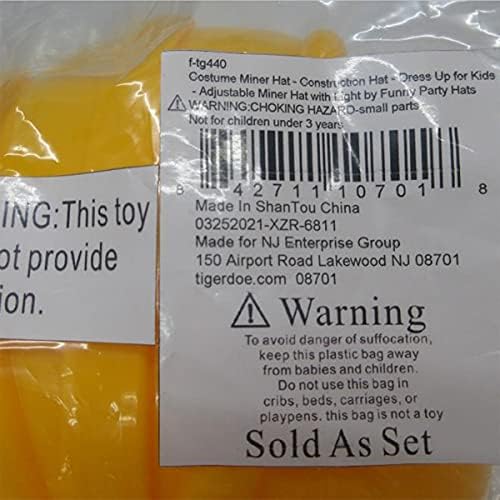 f-tg440
Costume Miner Hat - Construction Hat - Dress Up for Kids
- Adjustable Miner Hat with Light by Funny Party Hats
⚠WARNING:CHOKING HAZARD-small parts
Not for children under 3 years
8 42711 10701 8
Made In ShanTou China
03252021-XZR-6811
Made for NJ Enterprise Group
150 Airport Road Lakewood NJ 08701
tigerdoe.com 08701
⚠ Warning
To avoid danger of suffocation,
keep this plastic bag away
from babies and children.
Do not use this bag in
cribs, beds, carriages, or
playpens. this bag is not a toy
Sold As Set
ING:This toy
ot provide
ion.